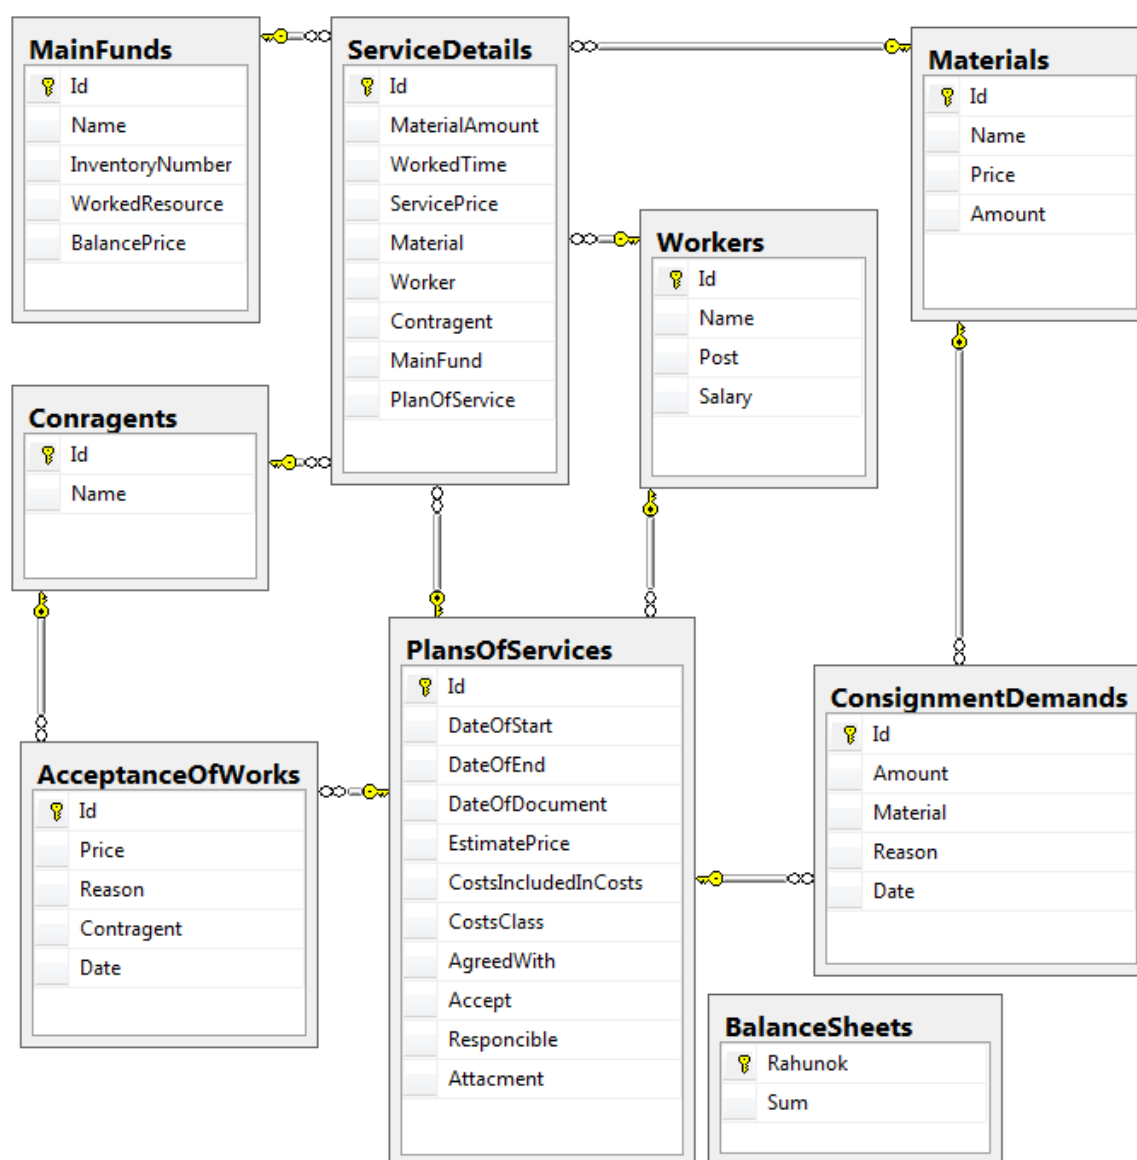 MainFunds
Id
Name
InventoryNumber
WorkedResource
BalancePrice
ServiceDetails
Id
MaterialAmount
WorkedTime
ServicePrice
Material
Worker
Contragent
MainFund
PlanOfService
Materials
Id
Name
Price
Amount
Workers
Id
Name
Post
Salary
Conragents
Id
Name
PlansOfServices
Id
DateOfStart
DateOfEnd
DateOfDocument
EstimatePrice
CostsIncludedInCosts
CostsClass
AgreedWith
Accept
Responcible
Attacment
ConsignmentDemands
Id
Amount
Material
Reason
Date
AcceptanceOfWorks
Id
Price
Reason
Contragent
Date
BalanceSheets
Rahunok
Sum